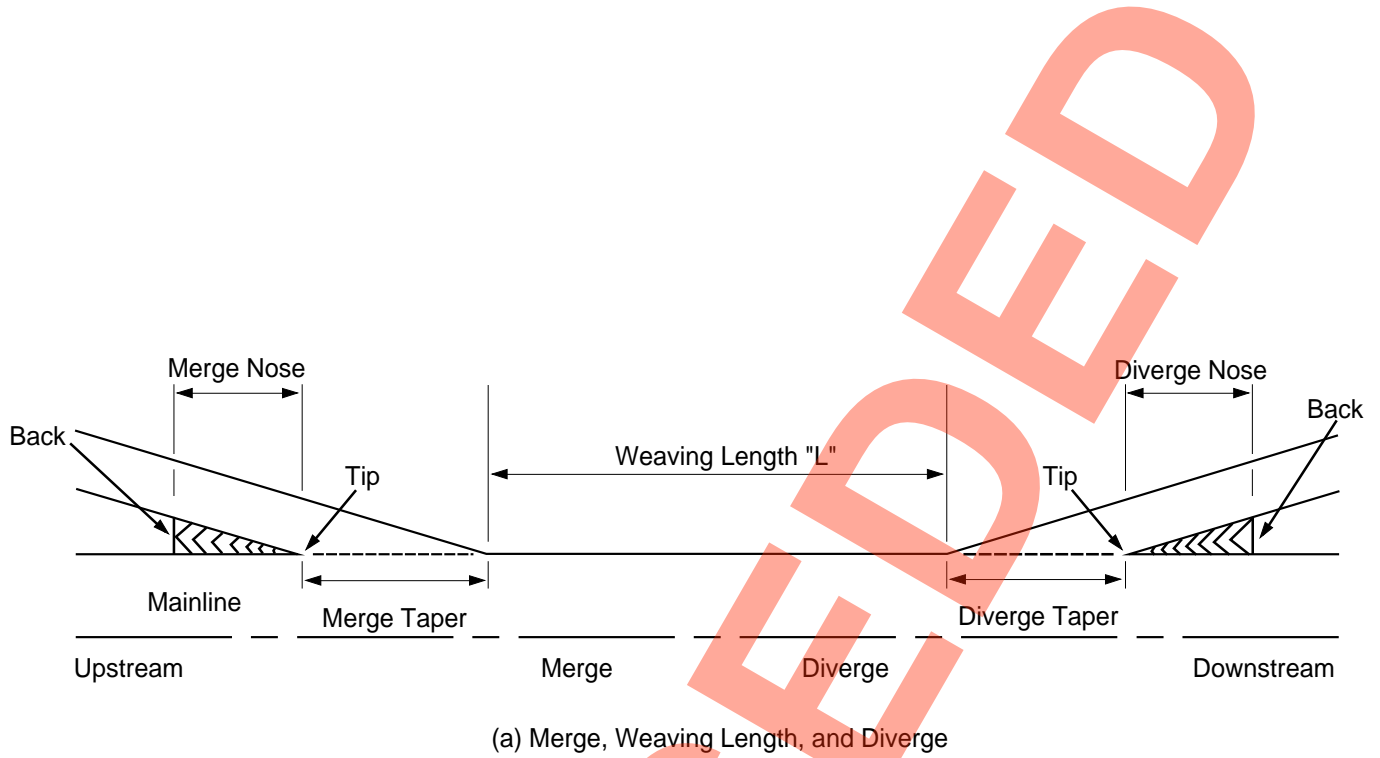 Merge Nose
Diverge Nose
Back
Back
Weaving Length "L"
Tip
Tip
Mainline
Merge Taper
Diverge Taper
Upstream
Merge
Diverge
Downstream
(a) Merge, Weaving Length, and Diverge
EDED